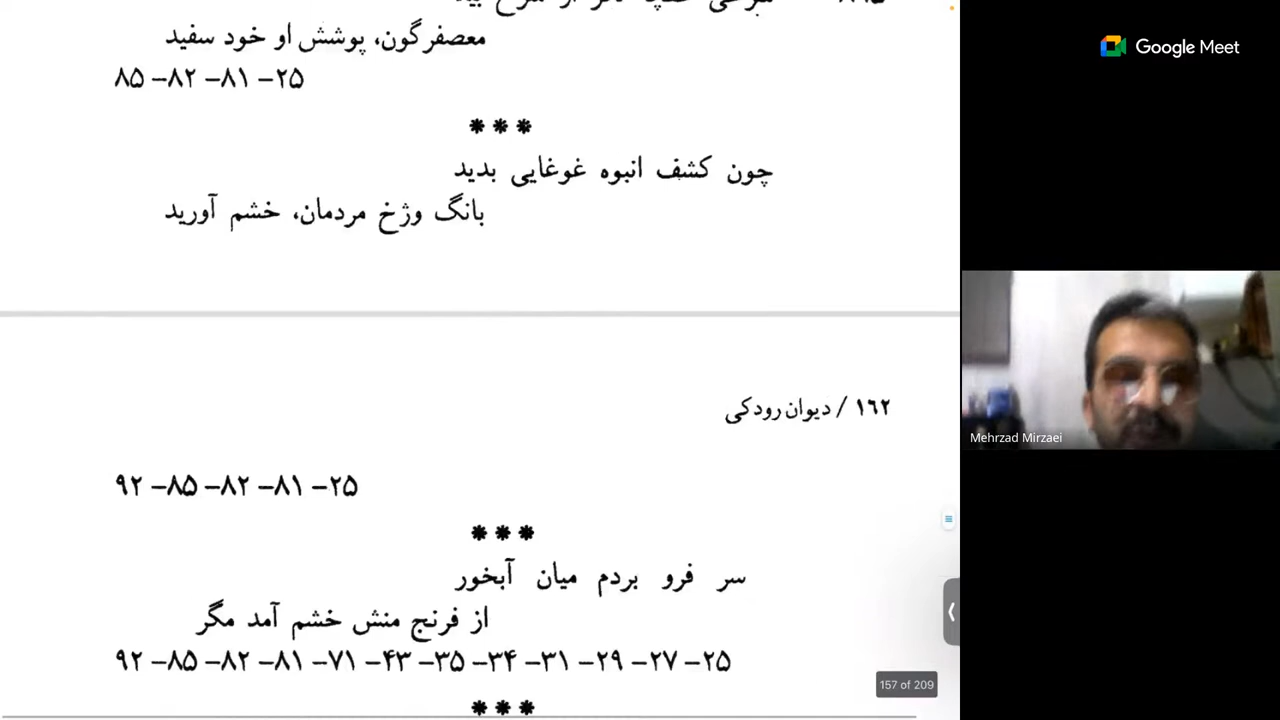 معصفرگون، پوشش او خود سفید
۲۵– ۸۱– ۸۲– ۸۵
***
چون کشف انبوه غوغایی بدید
بانگ وژخ مردمان، خشم آورید
۱۶۲ / دیوان رودکی
۲۵– ۸۱– ۸۲– ۸۵– ۹۲
***
سر فرو بردم میان آبخور
از فرنج منش خشم آمد مگر
۲۵– ۲۷– ۲۹– ۳۱– ۳۴– ۳۵– ۴۳– ۷۱– ۸۱– ۸۲– ۸۵– ۹۲
***
157 of 209
Google Meet
Mehrzad Mirzaei